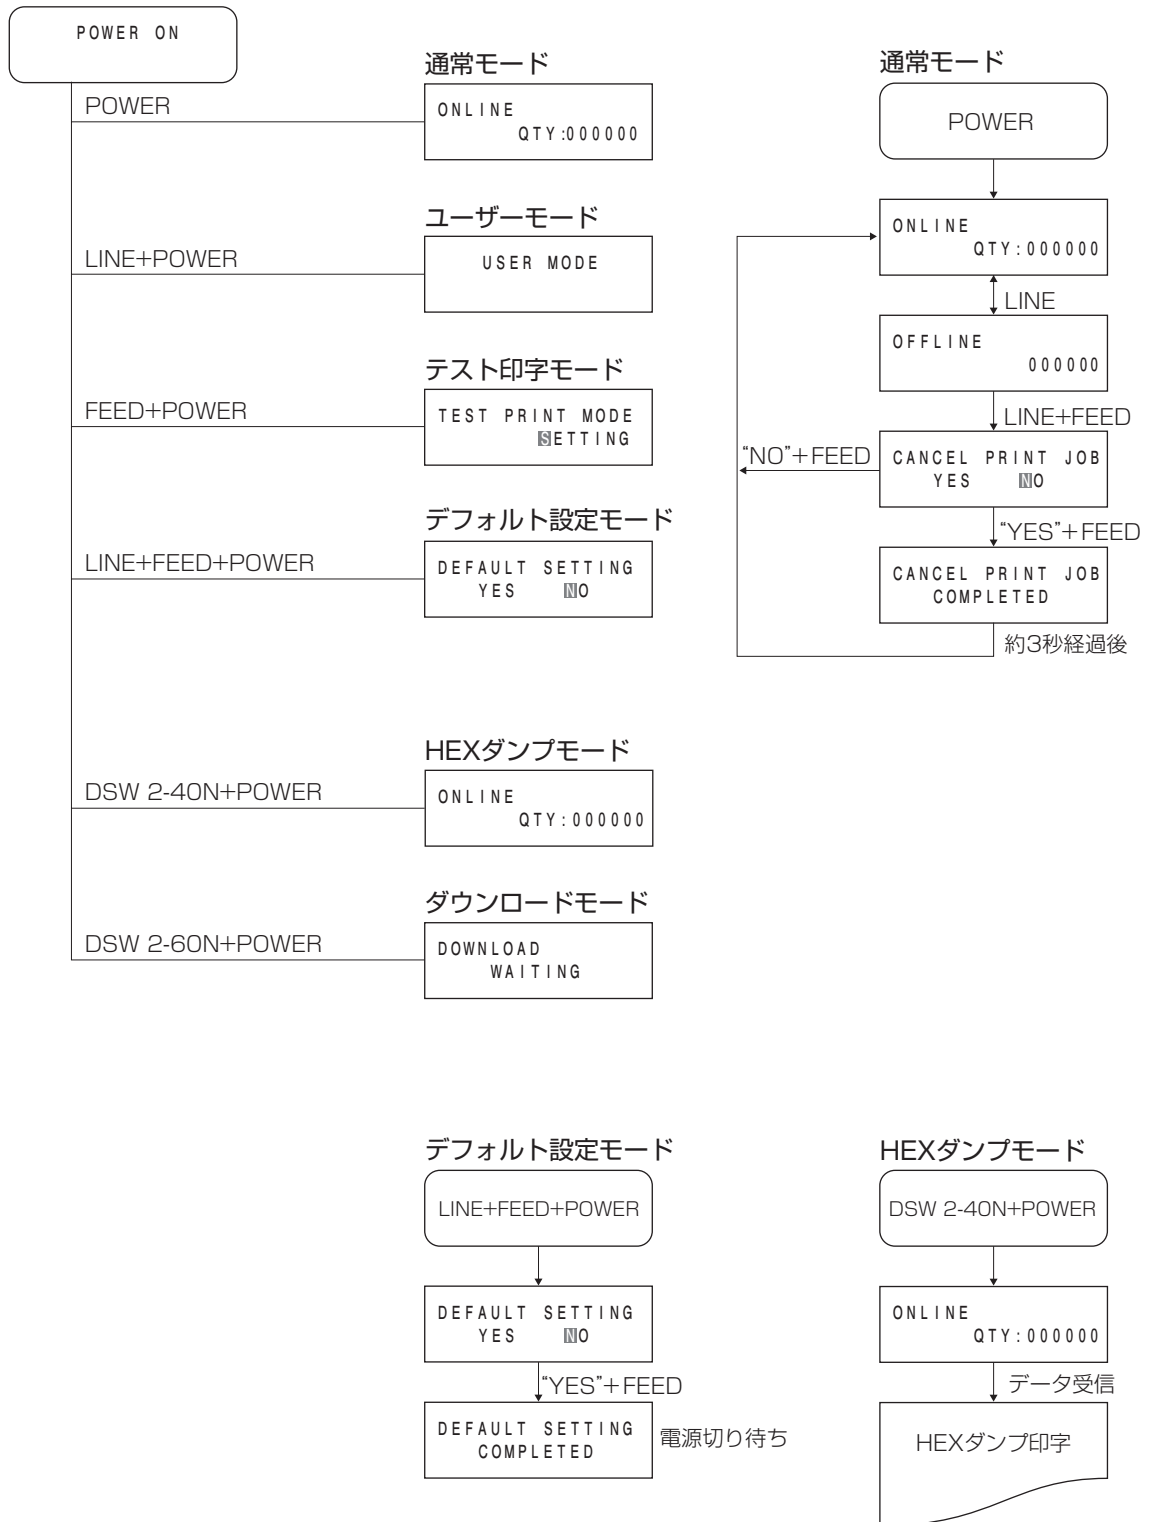 POWER ON
通常モード
POWER
ONLINE
QTY:000000
ユーザーモード
LINE+POWER
USER MODE
テスト印字モード
FEED+POWER
TEST PRINT MODE
SETTING
デフォルト設定モード
LINE+FEED+POWER
DEFAULT SETTING
YES NO
HEXダンプモード
DSW 2-4ON+POWER
ONLINE
QTY:000000
ダウンロードモード
DSW 2-6ON+POWER
DOWNLOAD
WAITING
通常モード
POWER
ONLINE
QTY:000000
LINE
OFFLINE
000000
LINE+FEED
"NO"+FEED
CANCEL PRINT JOB
YES NO
"YES"+FEED
CANCEL PRINT JOB
COMPLETED
約3秒経過後
デフォルト設定モード
LINE+FEED+POWER
DEFAULT SETTING
YES NO
"YES"+FEED
DEFAULT SETTING
COMPLETED
電源切り待ち
HEXダンプモード
DSW 2-4ON+POWER
ONLINE
QTY:000000
データ受信
HEXダンプ印字